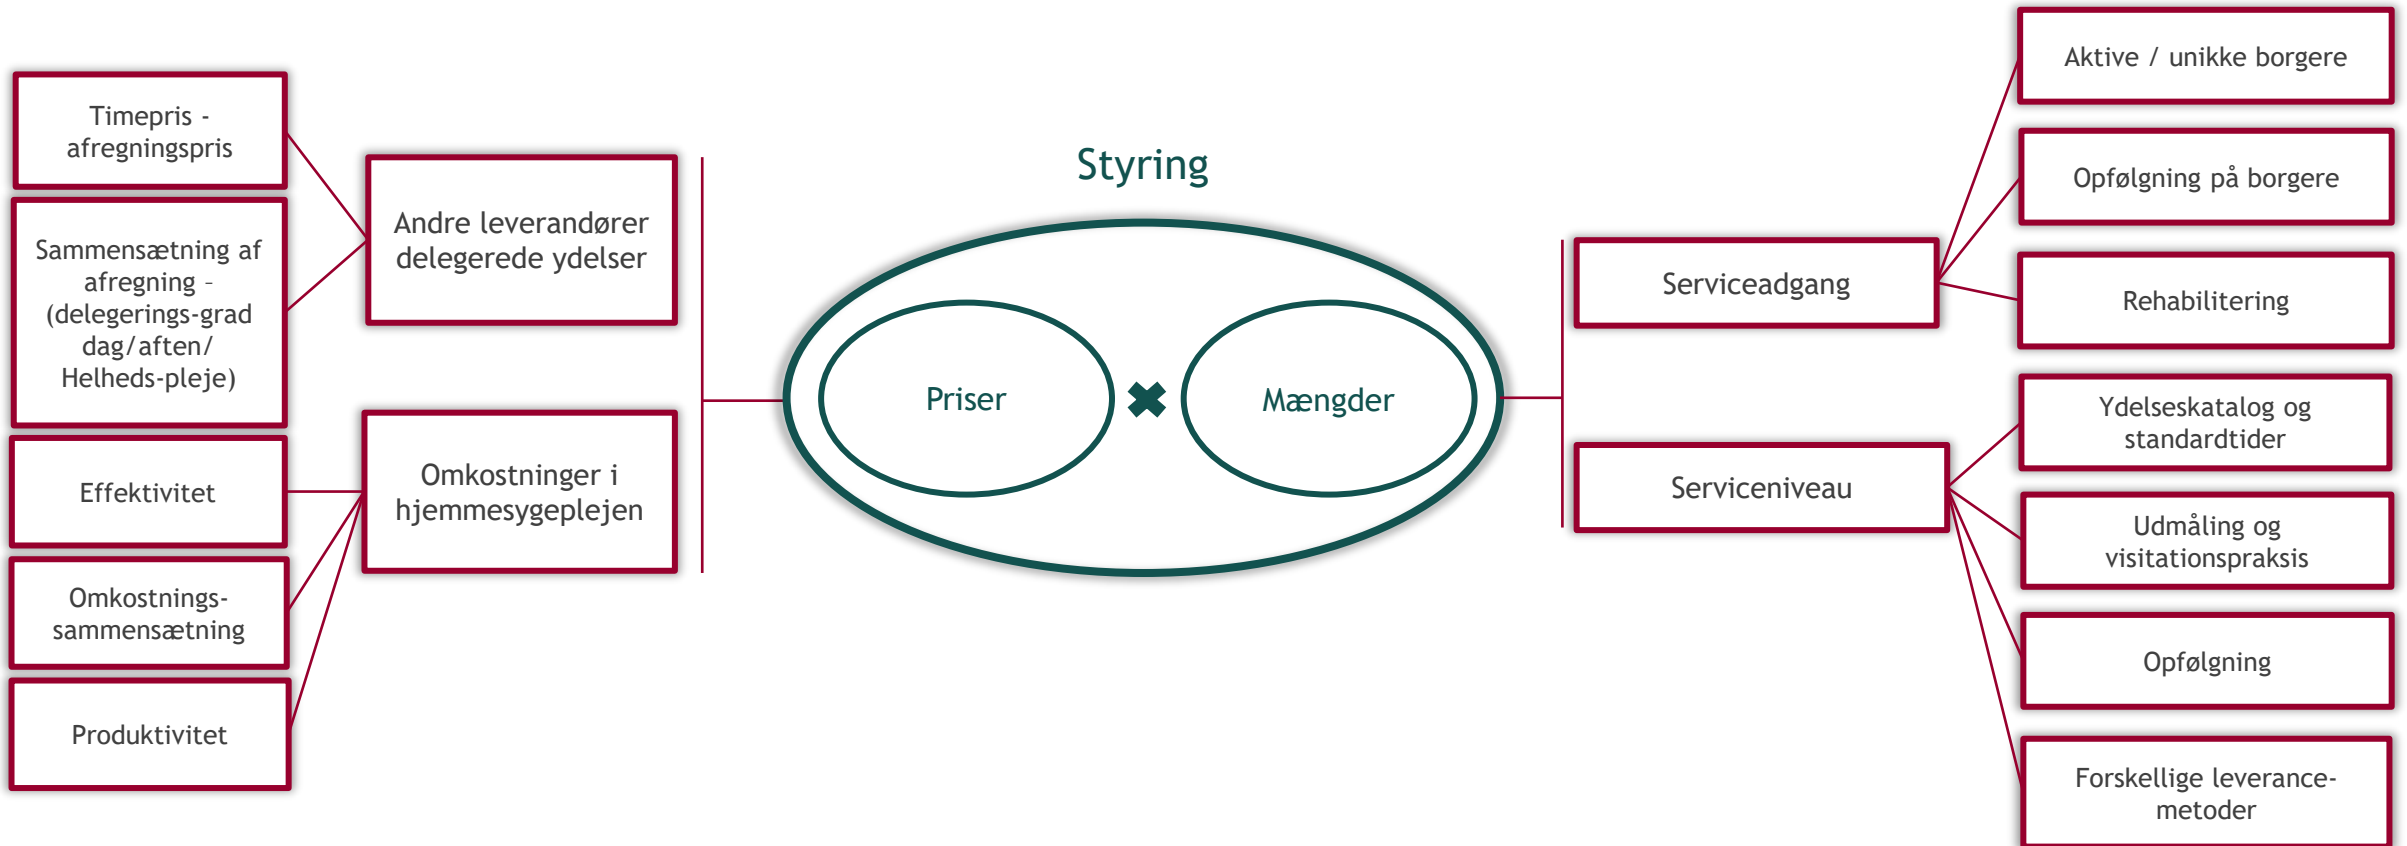 Timepris -
afregningspris
Sammensætning af
afregning –
(delegerings-grad
dag/aften/
Helheds-pleje)
Effektivitet
Omkostnings-
sammensætning
Produktivitet
Andre leverandører
delegerede ydelser
Omkostninger i
hjemmesygeplejen
Styring
Priser
Mængder
Serviceadgang
Serviceniveau
Aktive / unikke borgere
Opfølgning på borgere
Rehabilitering
Ydelseskatalog og
standardtider
Udmåling og
visitationspraksis
Opfølgning
Forskellige leverance-
metoder